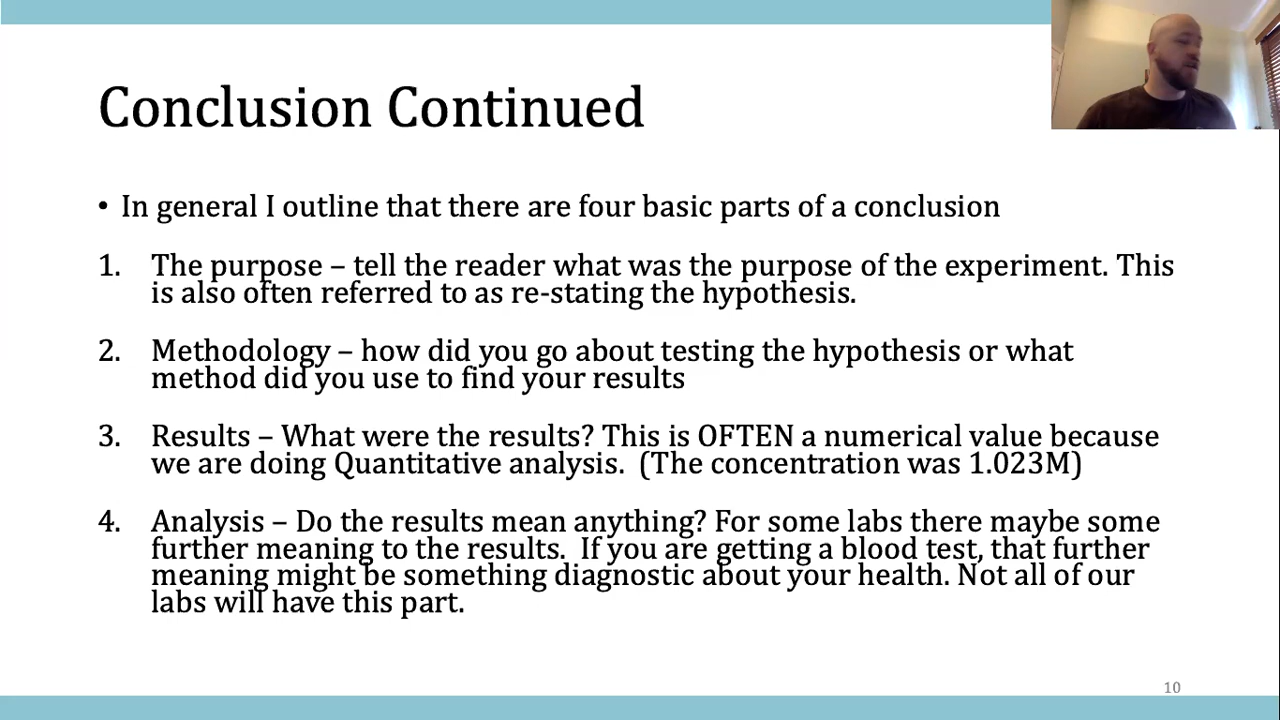 Conclusion Continued
• In general I outline that there are four basic parts of a conclusion
1. The purpose – tell the reader what was the purpose of the experiment. This
is also often referred to as re-stating the hypothesis.
2. Methodology – how did you go about testing the hypothesis or what
method did you use to find your results
3. Results – What were the results? This is OFTEN a numerical value because
we are doing Quantitative analysis.  (The concentration was 1.023M)
4. Analysis – Do the results mean anything? For some labs there maybe some
further meaning to the results.  If you are getting a blood test, that further
meaning might be something diagnostic about your health. Not all of our
labs will have this part.
10